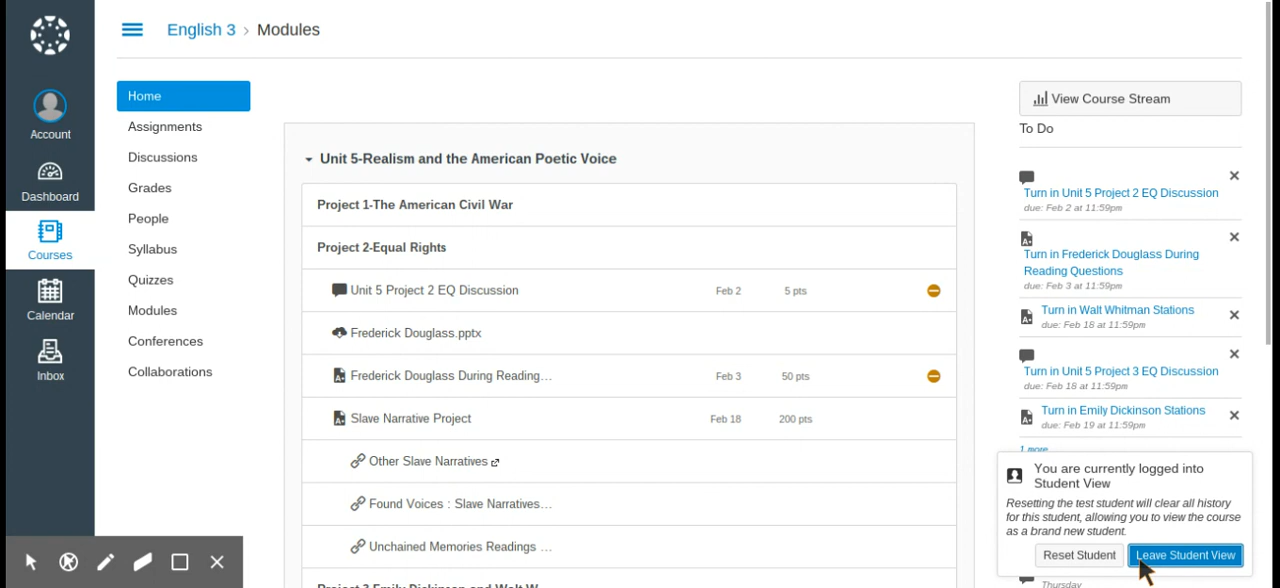 English 3 › Modules
Account
Dashboard
Courses
Calendar
Inbox
Home
Assignments
Discussions
Grades
People
Syllabus
Quizzes
Modules
Conferences
Collaborations
Unit 5-Realism and the American Poetic Voice
Project 1-The American Civil War
Project 2-Equal Rights
Unit 5 Project 2 EQ Discussion Feb 2 5 pts
Frederick Douglass.pptx
Frederick Douglass During Reading… Feb 3 50 pts
Slave Narrative Project Feb 18 200 pts
Other Slave Narratives
Found Voices : Slave Narratives…
Unchained Memories Readings …
Project 3 Emily Dickinson and Walt W
View Course Stream
To Do
Turn in Unit 5 Project 2 EQ Discussion
due: Feb 2 at 11:59pm
Turn in Frederick Douglass During
Reading Questions
due: Feb 3 at 11:59pm
Turn in Walt Whitman Stations
due: Feb 18 at 11:59pm
Turn in Unit 5 Project 3 EQ Discussion
due: Feb 18 at 11:59pm
Turn in Emily Dickinson Stations
due: Feb 19 at 11:59pm
1 more
You are currently logged into
Student View
Resetting the test student will clear all history
for this student, allowing you to view the course
as a brand new student.
Reset Student Leave Student View
Thursday